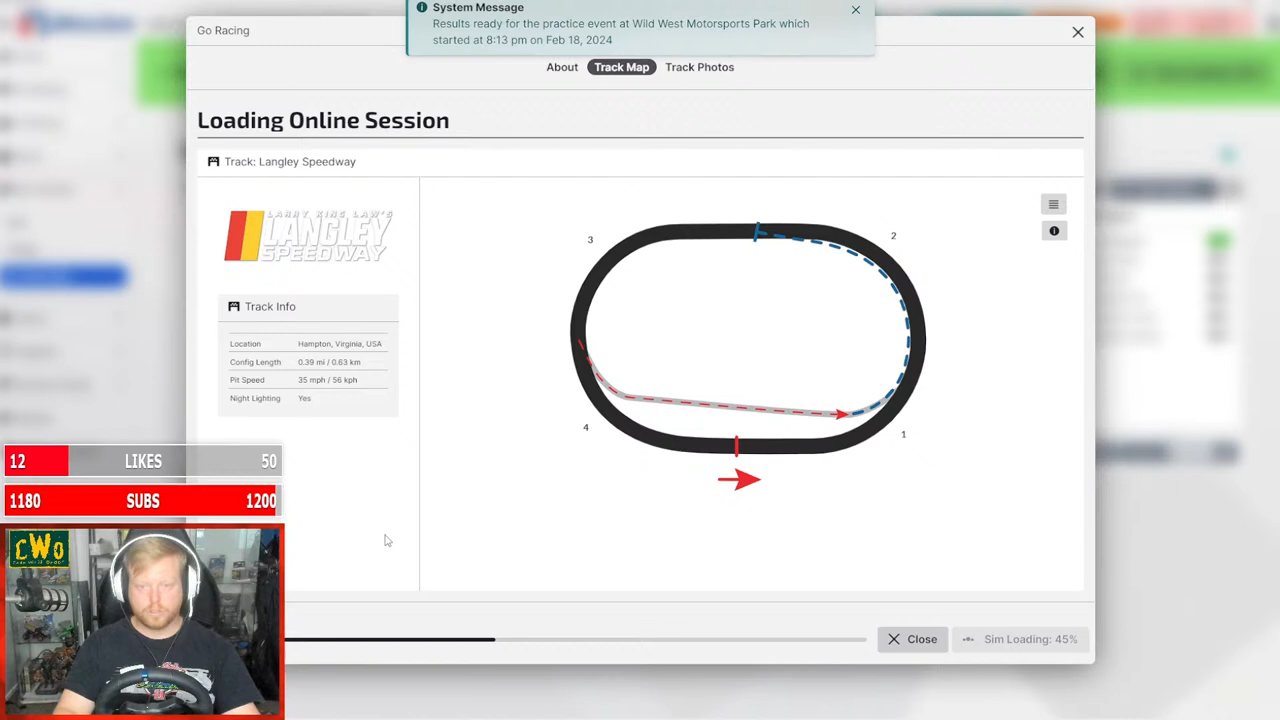 System Message
Results ready for the practice event at Wild West Motorsports Park which
started at 8:13 pm on Feb 18, 2024
Go Racing
About
Track Map
Track Photos
Loading Online Session
Track: Langley Speedway
LARRY KING LAW'S
LANGLEY
SPEEDWAY
Track Info
Location Hampton, Virginia, USA
Config Length 0.39 mi / 0.63 km
Pit Speed 35 mph / 56 kph
Night Lighting Yes
3
2
4
1
12 LIKES 50
1180 SUBS 1200
CWO
Close
Sim Loading: 45%